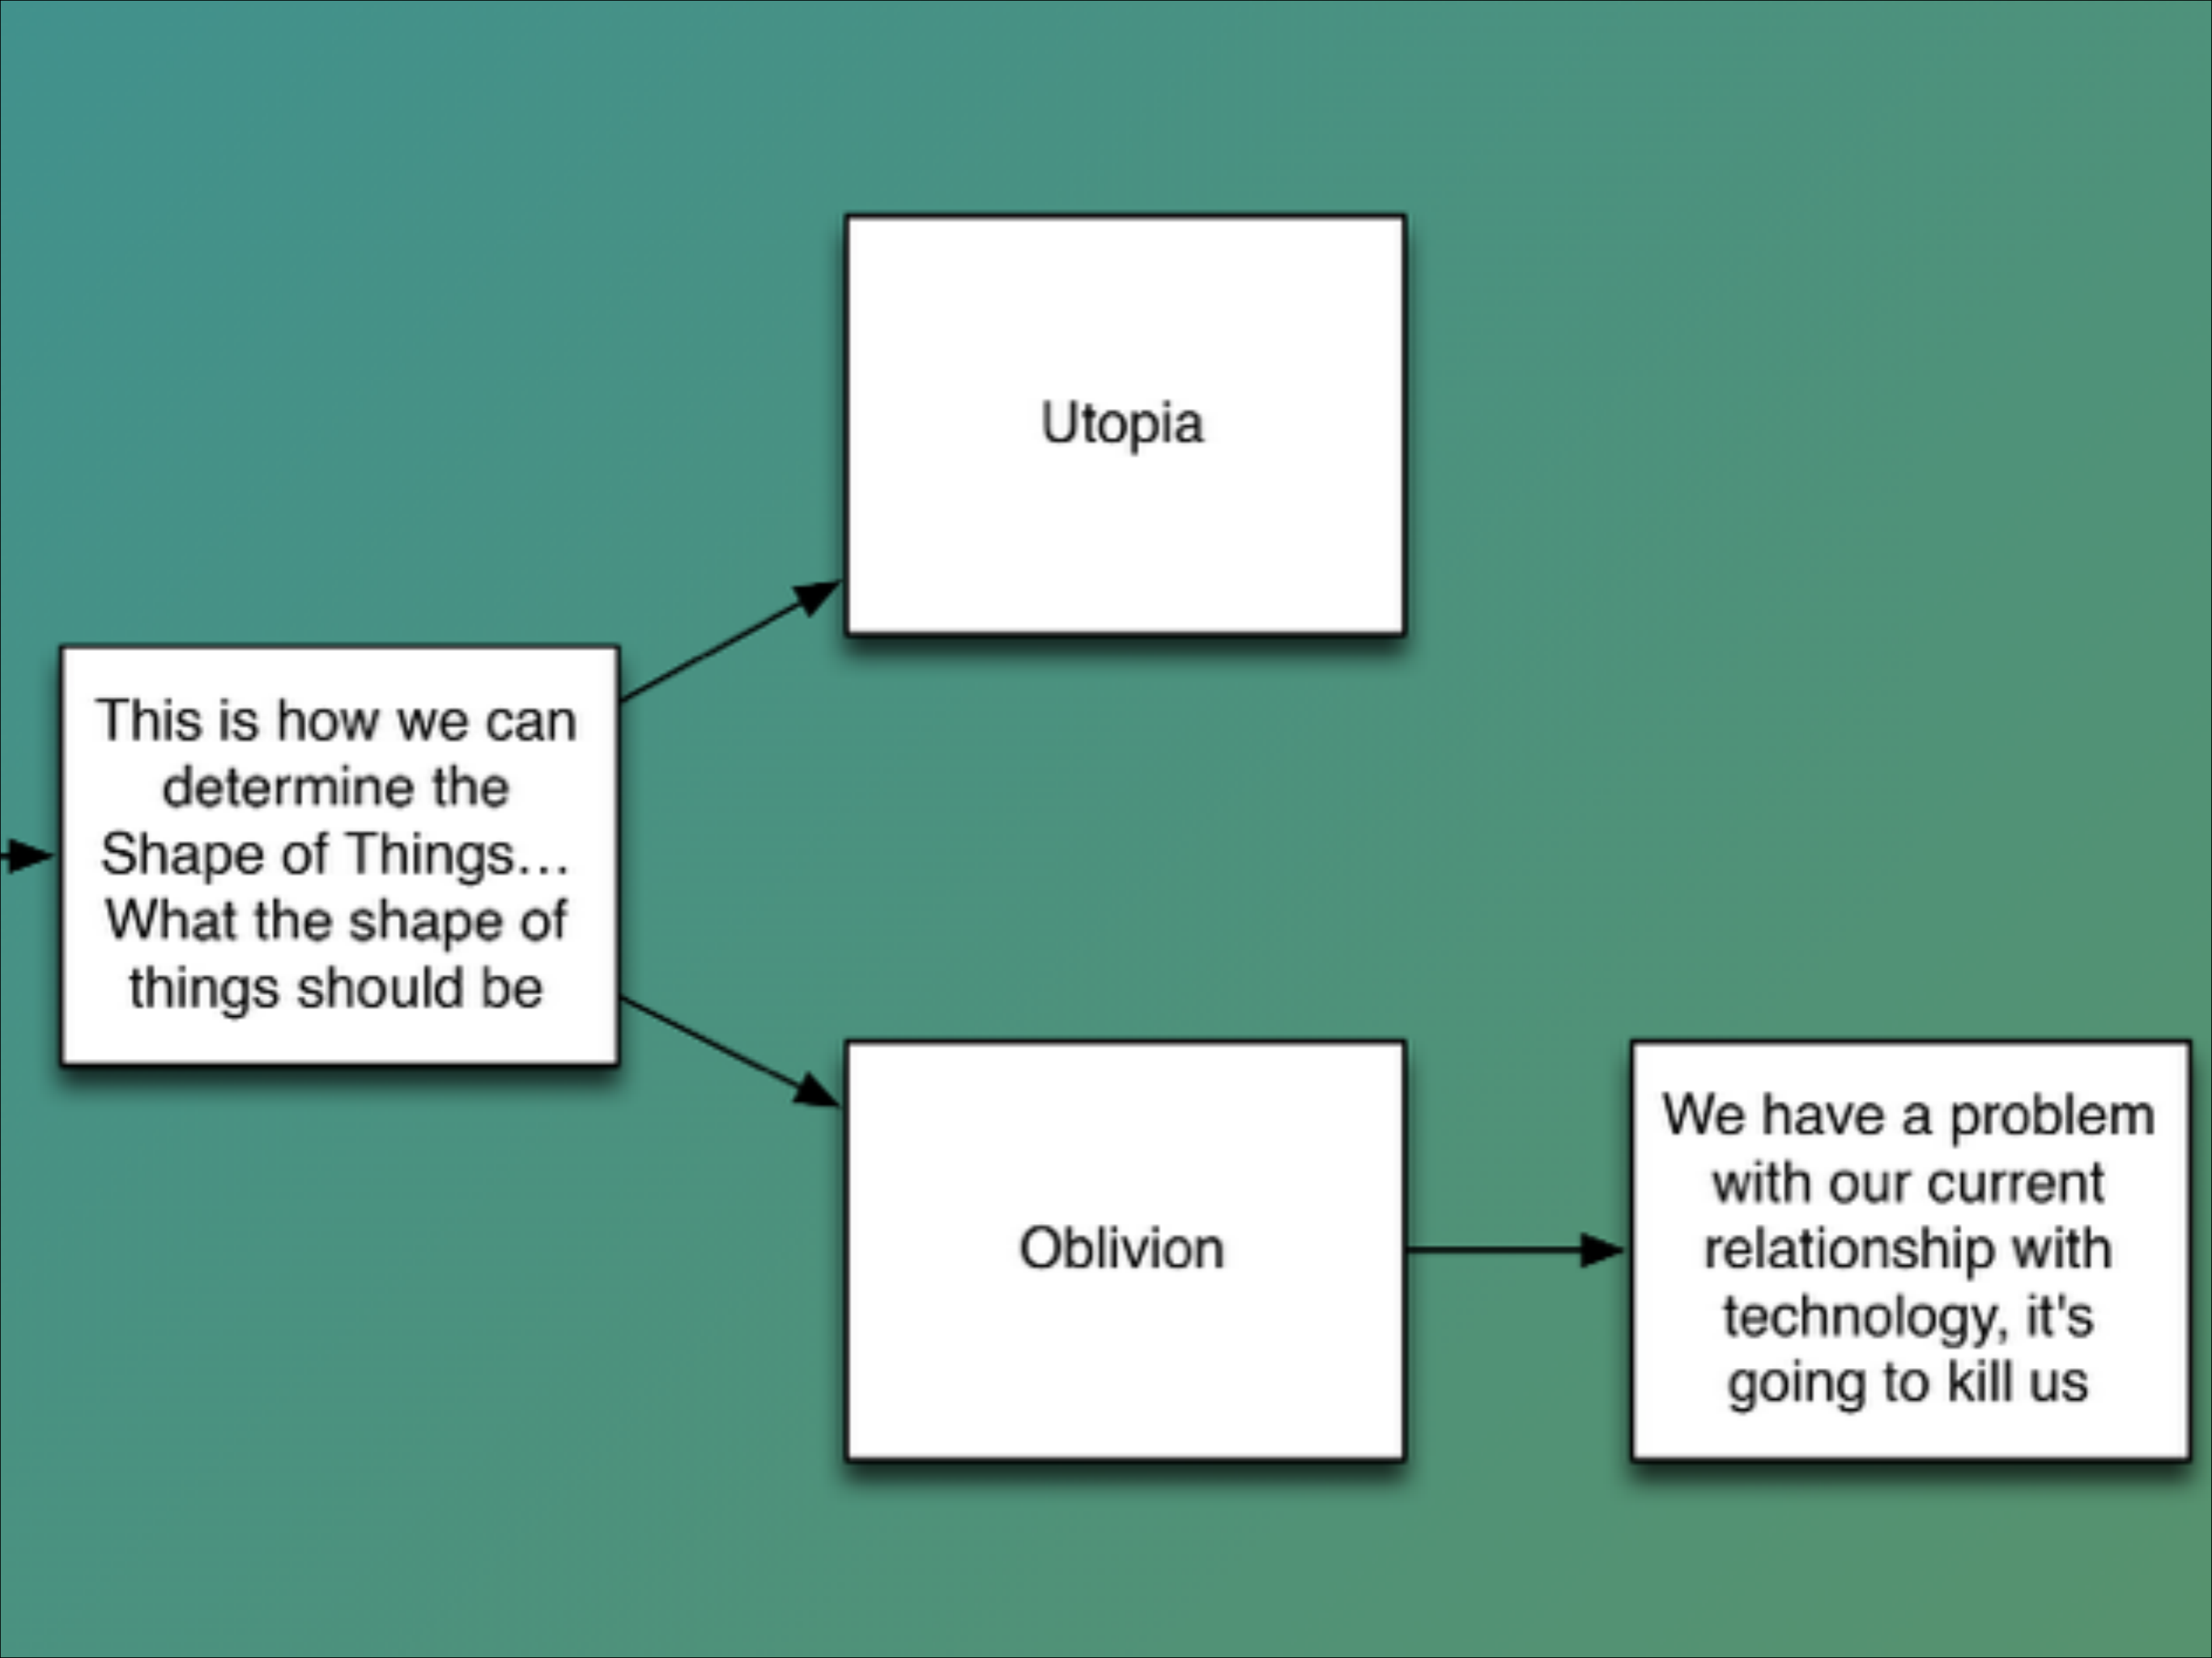 Utopia
This is how we can
determine the
Shape of Things…
What the shape of
things should be
Oblivion
We have a problem
with our current
relationship with
technology, it's
going to kill us